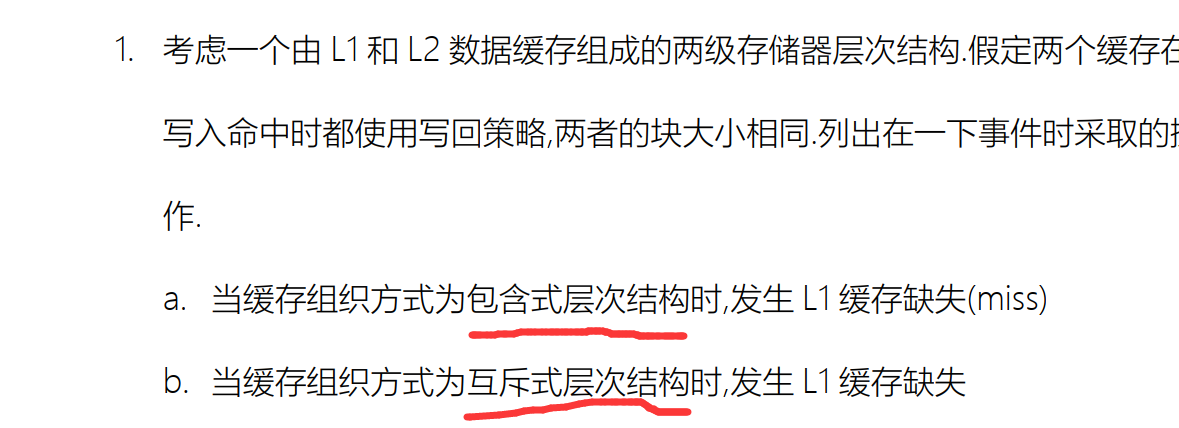 1. 考虑一个由 L1 和 L2 数据缓存组成的两级存储器层次结构.假定两个缓存在
写入命中时都使用写回策略,两者的块大小相同.列出在一下事件时采取的
作.
a. 当缓存组织方式为包含式层次结构时,发生 L1 缓存缺失(miss)
b. 当缓存组织方式为互斥式层次结构时,发生 L1 缓存缺失